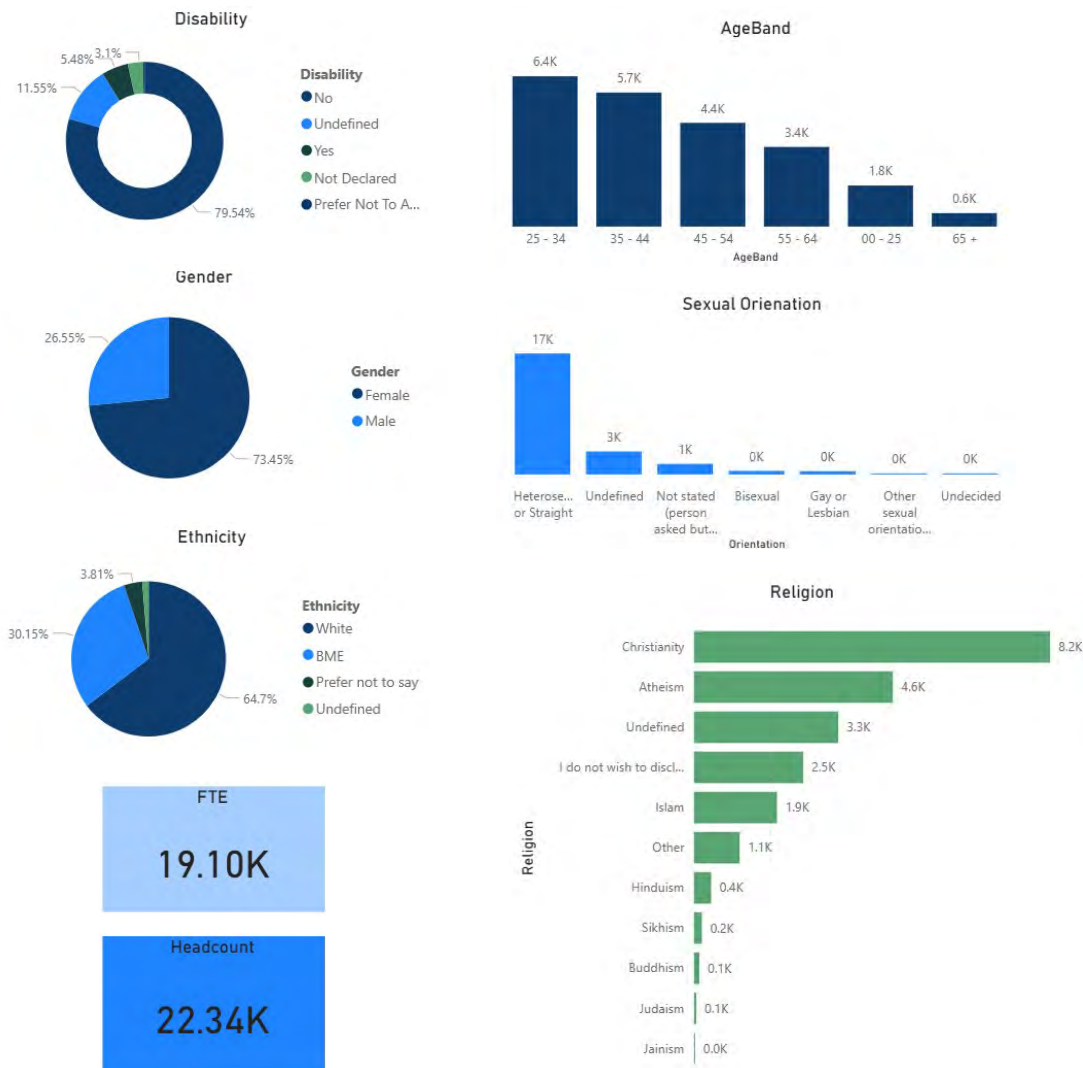 Disability
3.1%
5.48%
11.55%
79.54%
Disability
No
Undefined
Yes
Not Declared
Prefer Not To A...
Gender
26.55%
73.45%
Gender
Female
Male
Ethnicity
3.81%
30.15%
64.7%
Ethnicity
White
BME
Prefer not to say
Undefined
FTE
19.10K
Headcount
22.34K
AgeBand
6.4K
5.7K
4.4K
3.4K
1.8K
0.6K
25 - 34
35 - 44
45 - 54
55 - 64
00 - 25
65 +
AgeBand
Sexual Orienation
17K
3K
1K
0K
0K
0K
0K
Heterose...
or Straight
Undefined
Not stated
(person
asked but...
Bisexual
Gay or
Lesbian
Other
sexual
orientatio...
Undecided
Orientation
Religion
Religion
Christianity 8.2K
Atheism 4.6K
Undefined 3.3K
I do not wish to discl... 2.5K
Islam 1.9K
Other 1.1K
Hinduism 0.4K
Sikhism 0.2K
Buddhism 0.1K
Judaism 0.1K
Jainism 0.0K